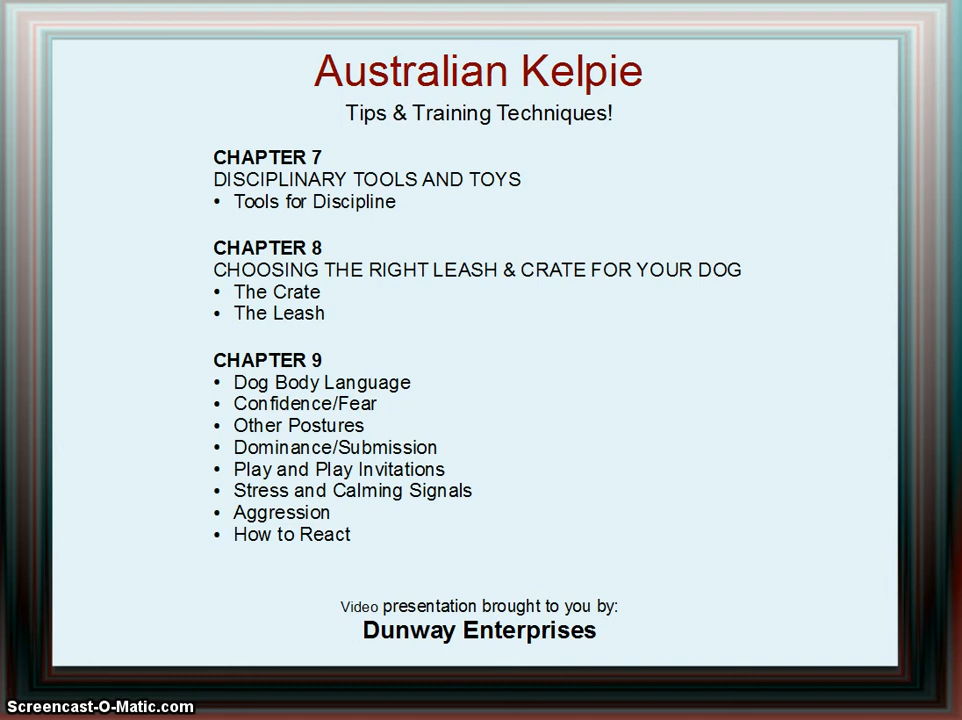 Australian Kelpie
Tips & Training Techniques!
CHAPTER 7
DISCIPLINARY TOOLS AND TOYS
• Tools for Discipline
CHAPTER 8
CHOOSING THE RIGHT LEASH & CRATE FOR YOUR DOG
• The Crate
• The Leash
CHAPTER 9
• Dog Body Language
• Confidence/Fear
• Other Postures
• Dominance/Submission
• Play and Play Invitations
• Stress and Calming Signals
• Aggression
• How to React
Video presentation brought to you by:
Dunway Enterprises
Screencast-O-Matic.com